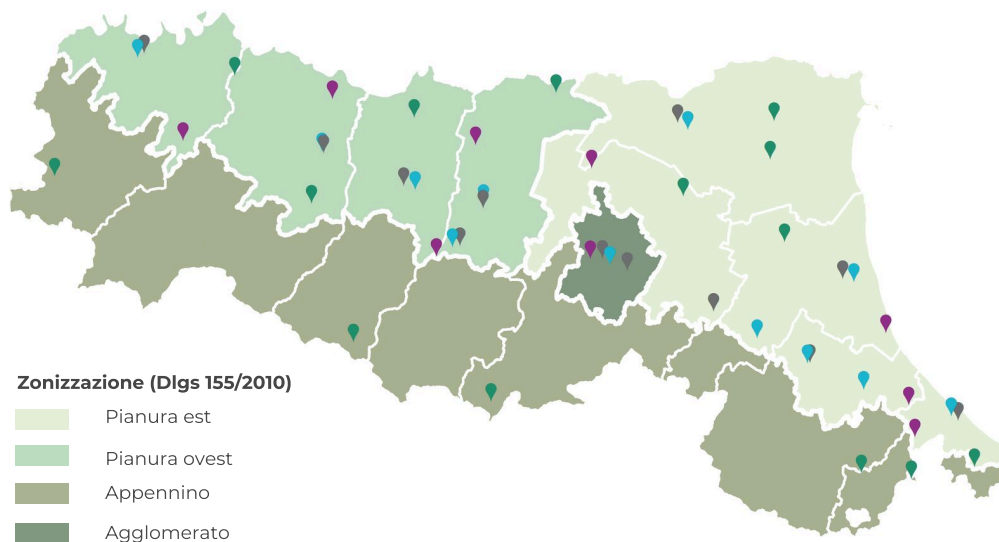 Zonizzazione (Dlgs 155/2010)
Pianura est
Pianura ovest
Appennino
Agglomerato